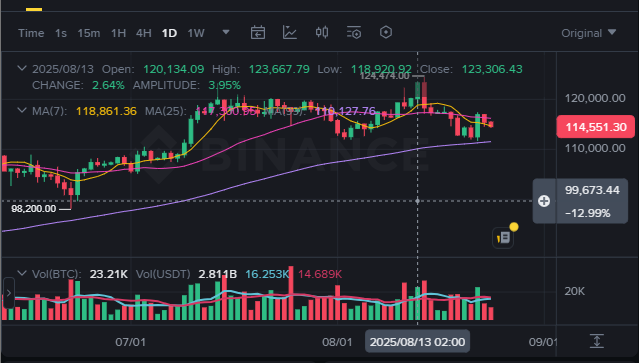 Time 1s 15m 1H 4H 1D 1W Original
2025/08/13 Open: 120,134.09 High: 123,667.79 Low: 118,920.92 Close: 123,306.43
CHANGE: 2.64% AMPLITUDE: 3.95%
124,474.00
120,000.00
MA(7): 118,861.36 MA(25): MA(99): 110,127.76
114,551.30
110,000.00
BINANCE
99,673.44
98,200.00
−12.99%
Vol(BTC): 23.21K Vol(USDT) 2.811B 16.253K 14.689K
20K
07/01 08/01 2025/08/13 02:00 09/01